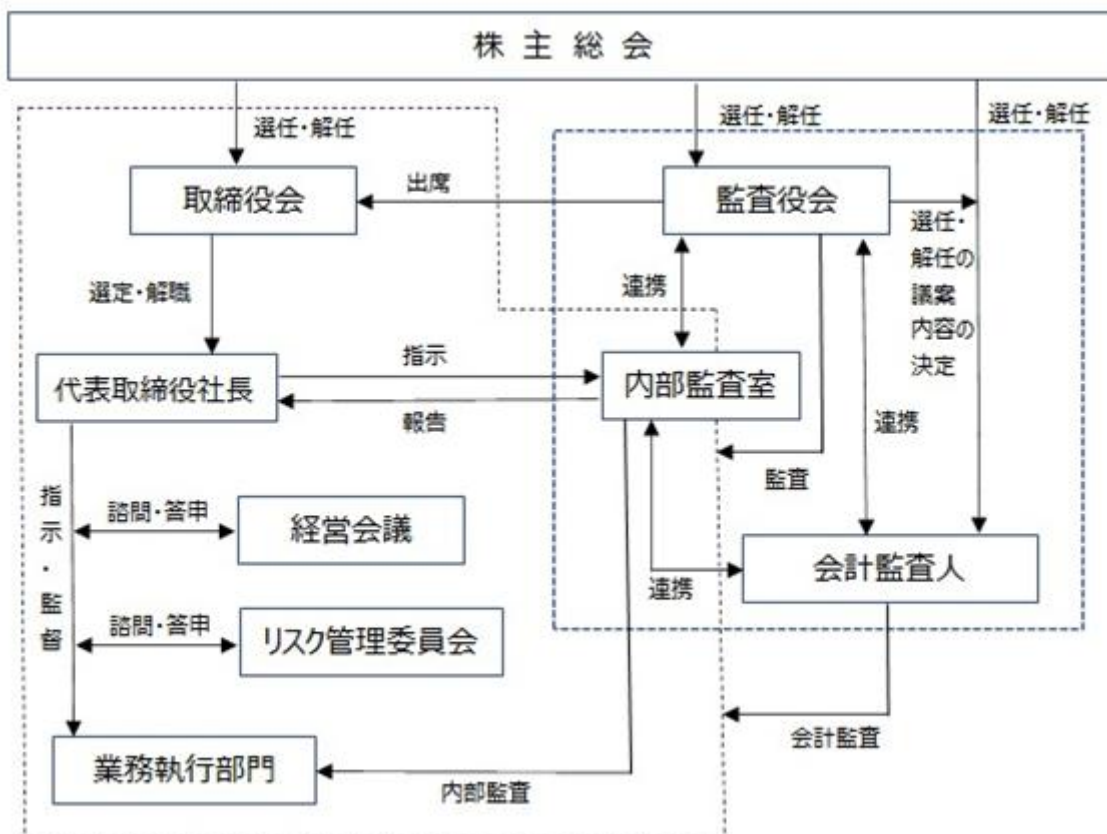 株主総会
選任・解任
選任・解任
選任・解任
取締役会
出席
監査役会
選任・
解任の
議案
内容の
決定
選定・解職
連携
代表取締役社長
指示
報告
内部監査室
連携
監査
指示・監督
諮問・答申
経営会議
連携
会計監査人
諮問・答申
リスク管理委員会
会計監査
業務執行部門
内部監査